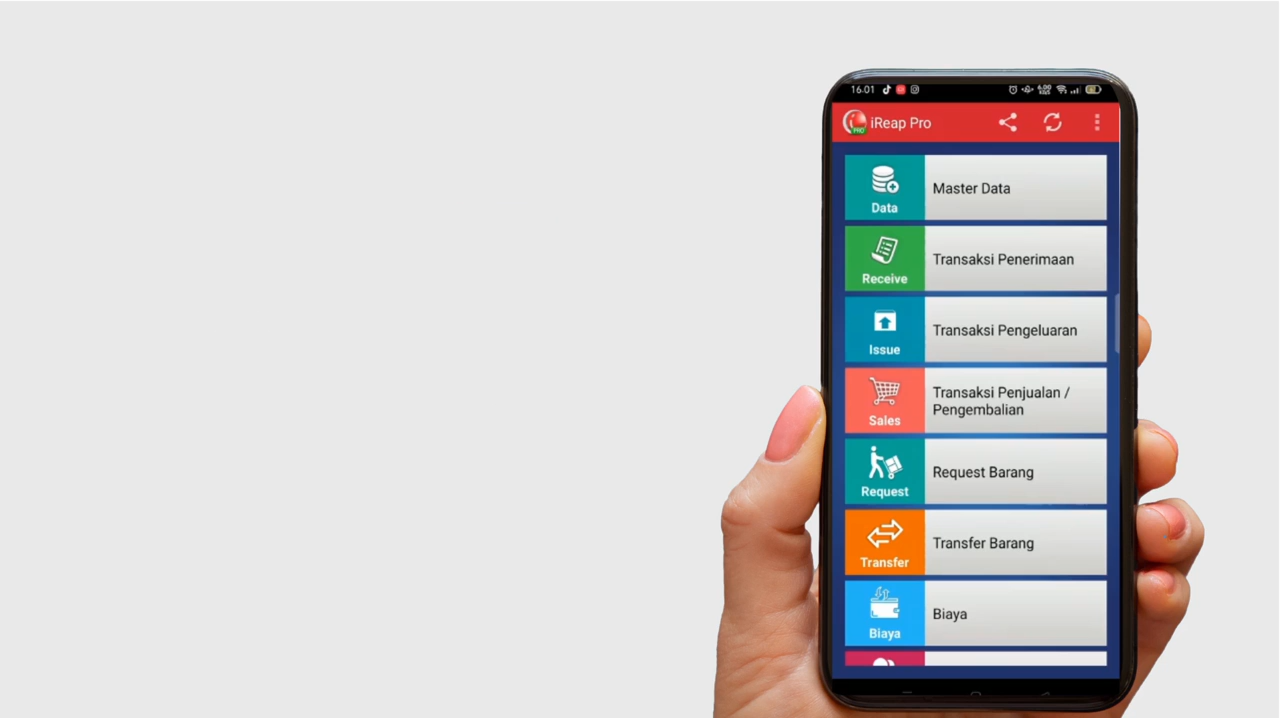 16.01
iReap Pro
Data
Master Data
Receive
Transaksi Penerimaan
Issue
Transaksi Pengeluaran
Sales
Transaksi Penjualan /
Pengembalian
Request
Request Barang
Transfer
Transfer Barang
Biaya
Biaya